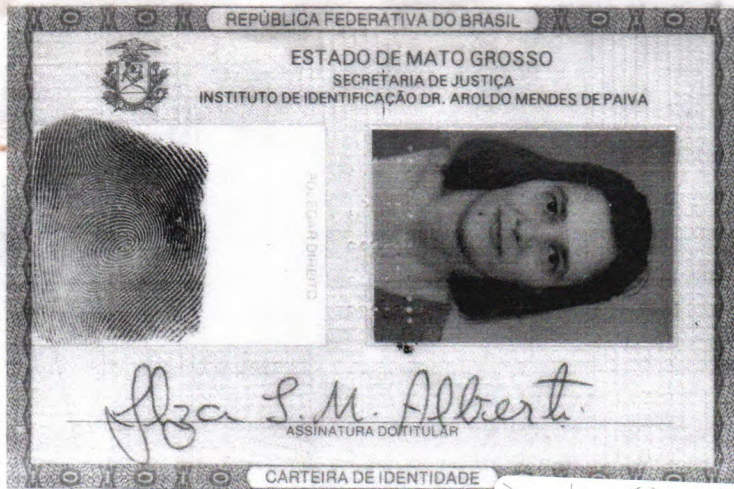 REPÚBLICA FEDERATIVA DO BRASIL
ESTADO DE MATO GROSSO
SECRETARIA DE JUSTIÇA
INSTITUTO DE IDENTIFICAÇÃO DR. AROLDO MENDES DE PAIVA
POLEGAR DIREITO
Ilza S. M. Alberti
ASSINATURA DO TITULAR
CARTEIRA DE IDENTIDADE